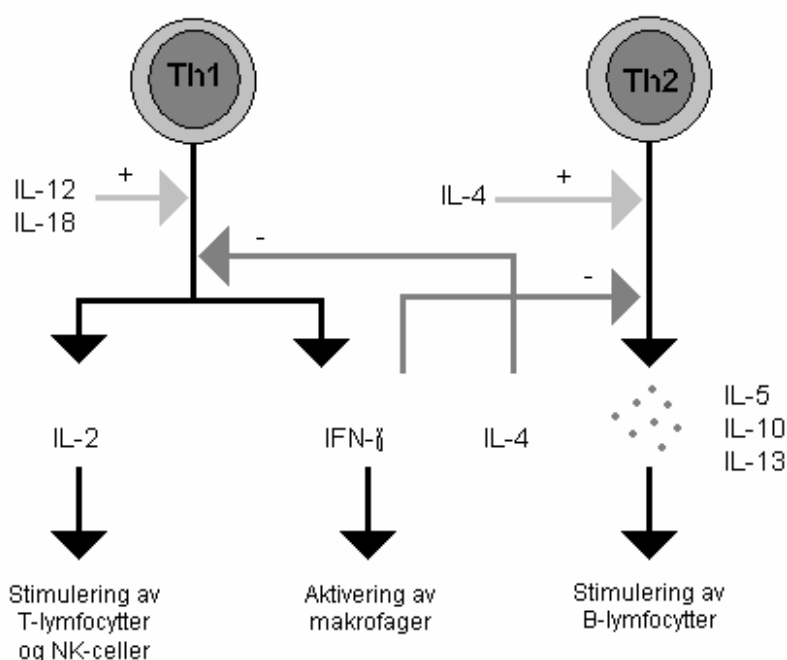 Th1
Th2
IL-12
IL-18
+
IL-4
+
-
-
IL-2
IFN-ɣ
IL-4
IL-5
IL-10
IL-13
Stimulering av
T-lymfocytter
og NK-celler
Aktivering av
makrofager
Stimulering av
B-lymfocytter